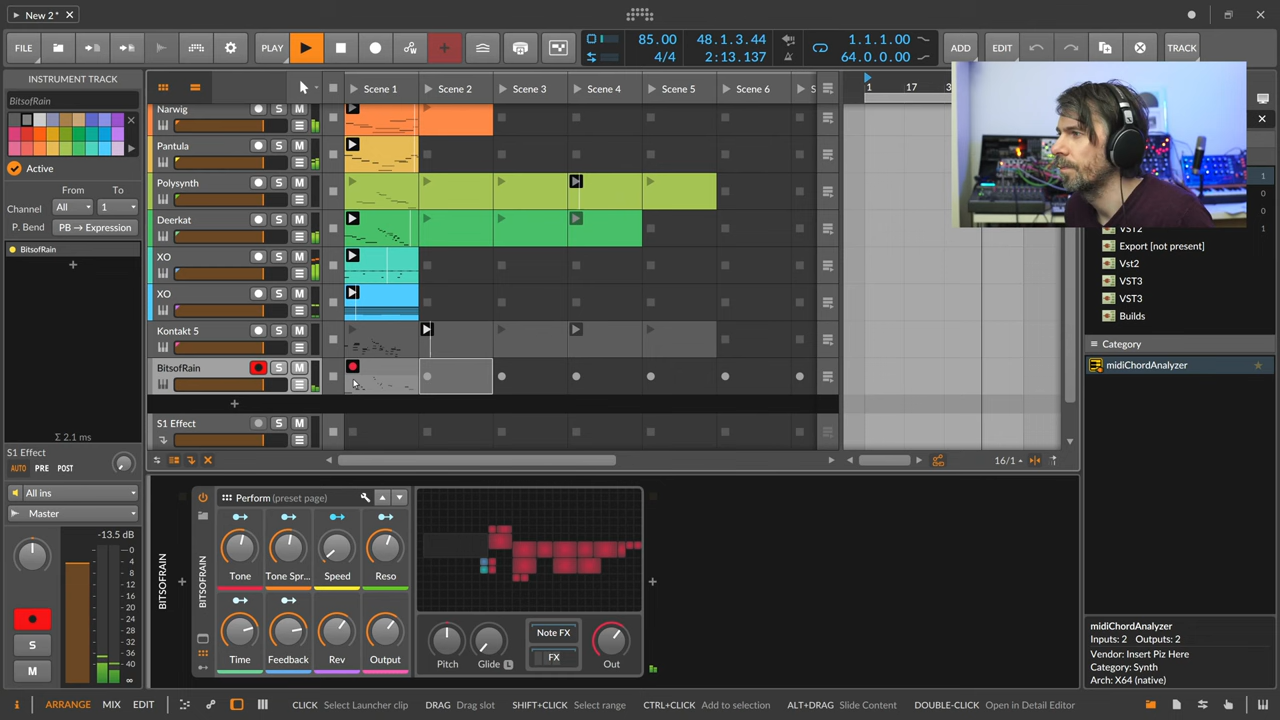 New 2*
FILE
PLAY
85.00
48.1.3.44
1.1.1.00
4/4
2:13.137
64.0.0.00
ADD
EDIT
TRACK
INSTRUMENT TRACK
BitsofRain
Active
From
To
Channel
All
1
P. Bend
PB → Expression
BitsofRain
Σ 2.1 ms
S1 Effect
AUTO
PRE
POST
All ins
Master
-13.5 dB
S
M
Scene 1
Scene 2
Scene 3
Scene 4
Scene 5
Scene 6
Narwig
Pantula
Polysynth
Deerkat
XO
XO
Kontakt 5
BitsofRain
S1 Effect
1
17
16/1
VST2
Export [not present]
Vst2
VST3
VST3
Builds
Category
midiChordAnalyzer
midiChordAnalyzer
Inputs: 2 Outputs: 2
Vendor: Insert Piz Here
Category: Synth
Arch: X64 (native)
BITSOFRAIN
BITSOFRAIN
Perform (preset page)
Tone
Tone Spr...
Speed
Reso
Time
Feedback
Rev
Output
Pitch
Glide
L
Note FX
FX
Out
i
ARRANGE
MIX
EDIT
CLICK Select Launcher clip
DRAG Drag slot
SHIFT+CLICK Select range
CTRL+CLICK Add to selection
ALT+DRAG Slide Content
DOUBLE-CLICK Open in Detail Editor